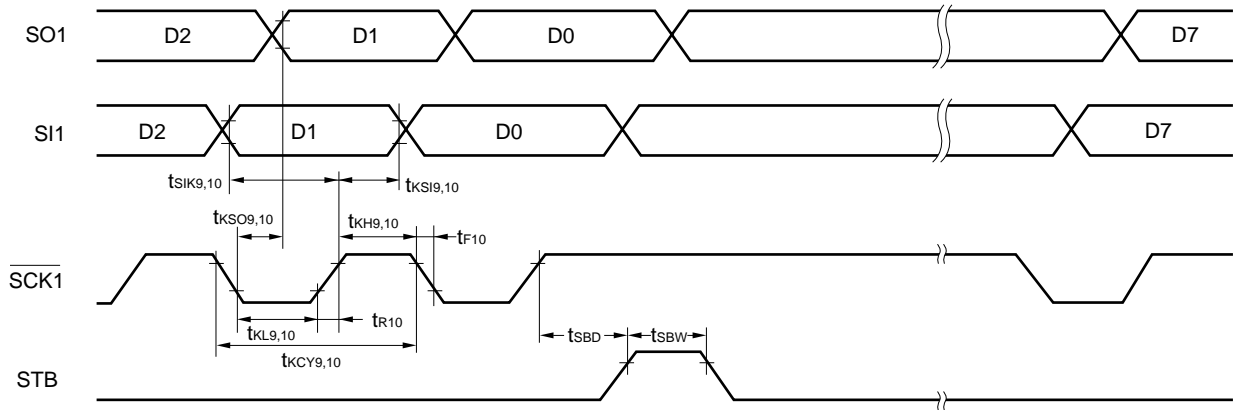 SO1 D2 D1 D0 D7
SI1 D2 D1 D0 D7
tSIK9,10 tKSI9,10
tKSO9,10 tKH9,10 tF10
SCK1
tKL9,10 tR10 tSBD tSBW
tKCY9,10
STB